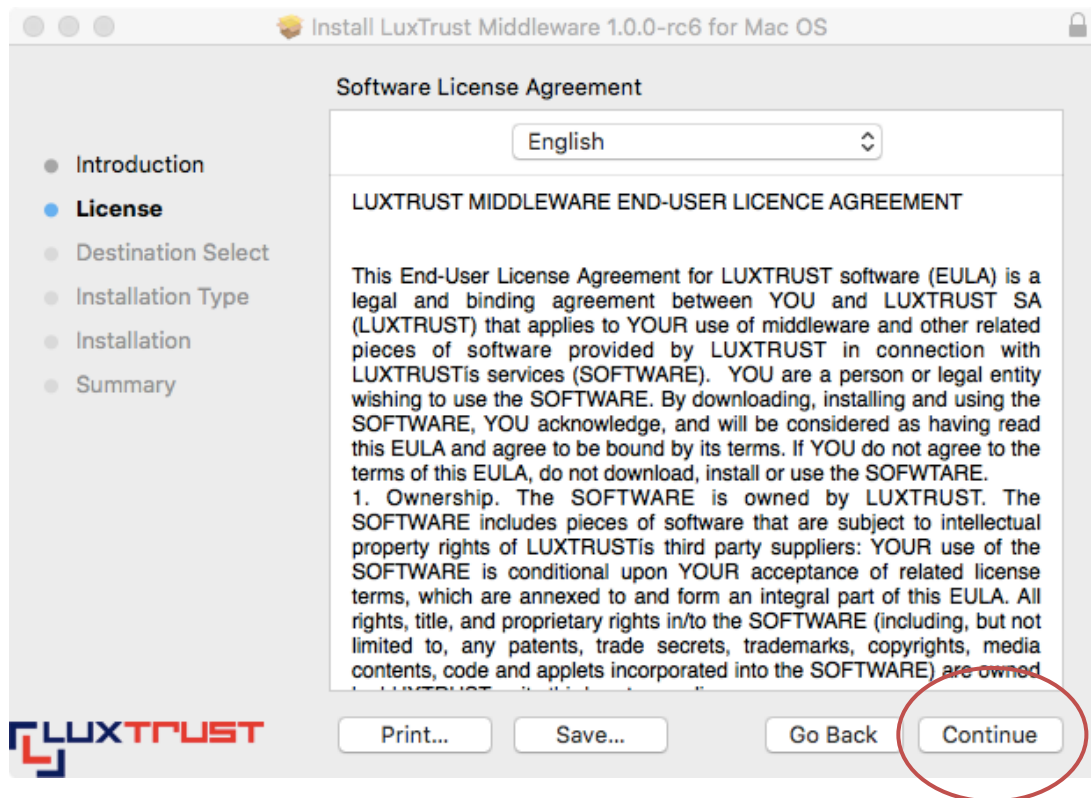 Install LuxTrust Middleware 1.0.0-rc6 for Mac OS
Software License Agreement
Introduction
License
Destination Select
Installation Type
Installation
Summary
English
LUXTRUST MIDDLEWARE END-USER LICENCE AGREEMENT
This End-User License Agreement for LUXTRUST software (EULA) is a
legal and binding agreement between YOU and LUXTRUST SA
(LUXTRUST) that applies to YOUR use of middleware and other related
pieces of software provided by LUXTRUST in connection with
LUXTRUSTís services (SOFTWARE). YOU are a person or legal entity
wishing to use the SOFTWARE. By downloading, installing and using the
SOFTWARE, YOU acknowledge, and will be considered as having read
this EULA and agree to be bound by its terms. If YOU do not agree to the
terms of this EULA, do not download, install or use the SOFWTARE.
1. Ownership. The SOFTWARE is owned by LUXTRUST. The
SOFTWARE includes pieces of software that are subject to intellectual
property rights of LUXTRUSTís third party suppliers: YOUR use of the
SOFTWARE is conditional upon YOUR acceptance of related license
terms, which are annexed to and form an integral part of this EULA. All
rights, title, and proprietary rights in/to the SOFTWARE (including, but not
limited to, any patents, trade secrets, trademarks, copyrights, media
contents, code and applets incorporated into the SOFTWARE) are owned
LUXTRUST
Print...
Save...
Go Back
Continue